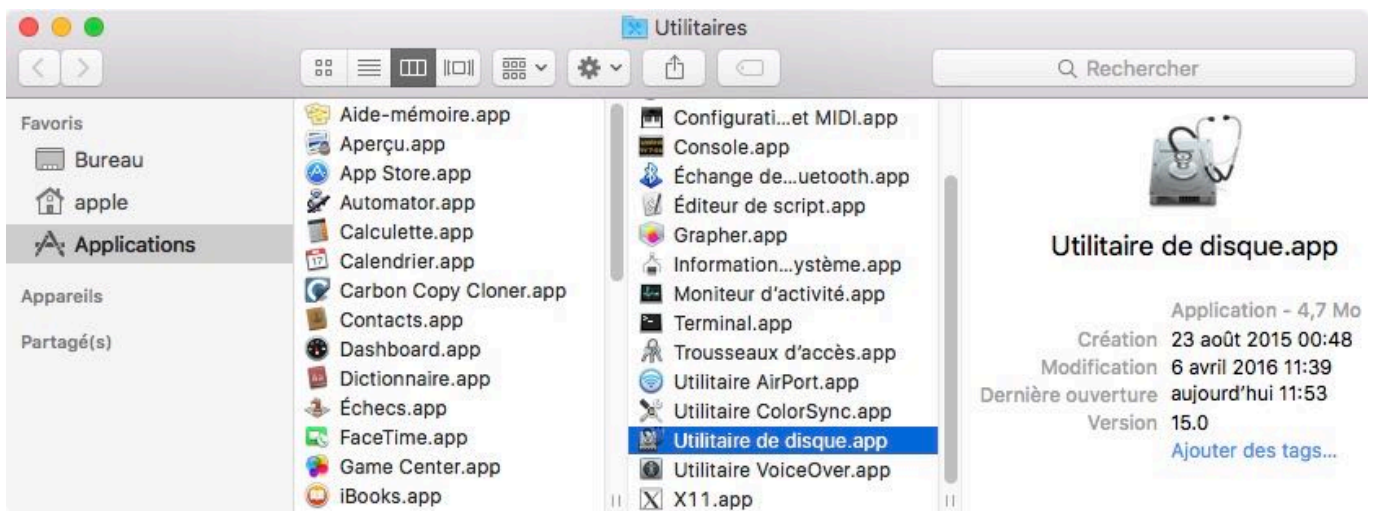 Utilitaires
Rechercher
Favoris
Bureau
apple
Applications
Appareils
Partagé(s)
Aide-mémoire.app
Aperçu.app
App Store.app
Automator.app
Calculette.app
Calendrier.app
Carbon Copy Cloner.app
Contacts.app
Dashboard.app
Dictionnaire.app
Échecs.app
FaceTime.app
Game Center.app
iBooks.app
Configurati...et MIDI.app
Console.app
Échange de...uetooth.app
Éditeur de script.app
Grapher.app
Information...ystème.app
Moniteur d'activité.app
Terminal.app
Trousseaux d'accès.app
Utilitaire AirPort.app
Utilitaire ColorSync.app
Utilitaire de disque.app
Utilitaire VoiceOver.app
X11.app
Utilitaire de disque.app
Application - 4,7 Mo
Création 23 août 2015 00:48
Modification 6 avril 2016 11:39
Dernière ouverture aujourd'hui 11:53
Version 15.0
Ajouter des tags...